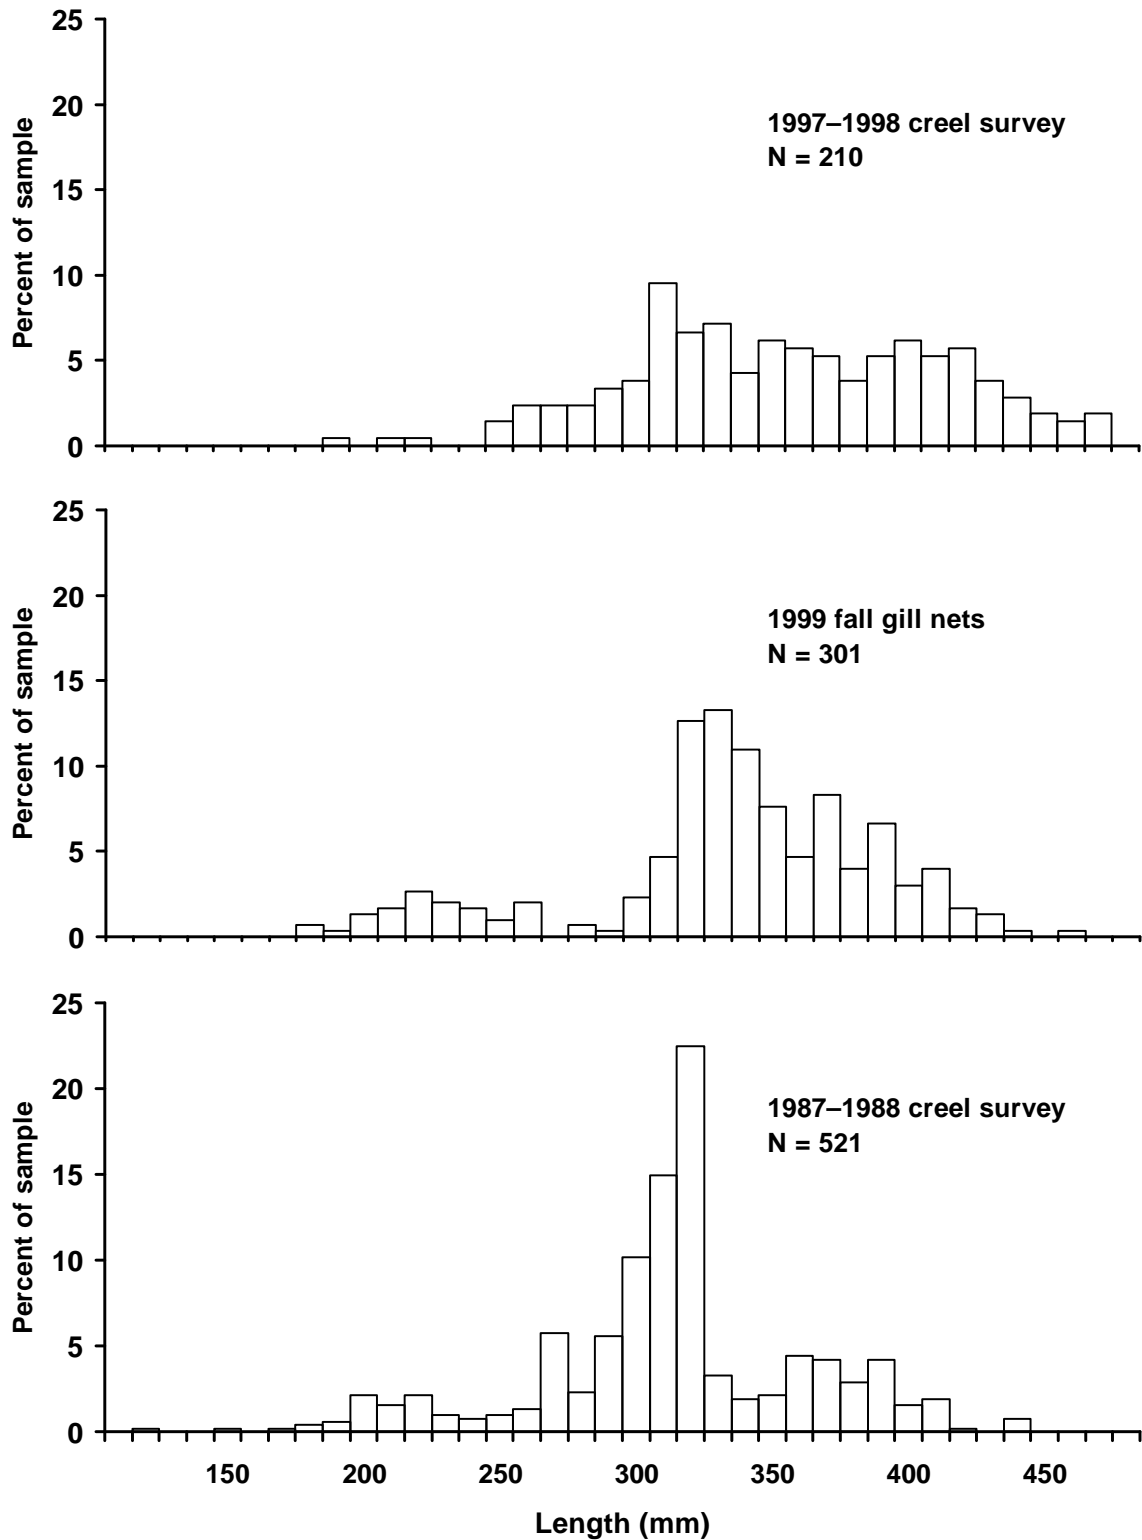 25
20
15
10
5
0
Percent of sample
1997–1998 creel survey
N = 210
25
20
15
10
5
0
Percent of sample
1999 fall gill nets
N = 301
25
20
15
10
5
0
Percent of sample
1987–1988 creel survey
N = 521
150 200 250 300 350 400 450
Length (mm)